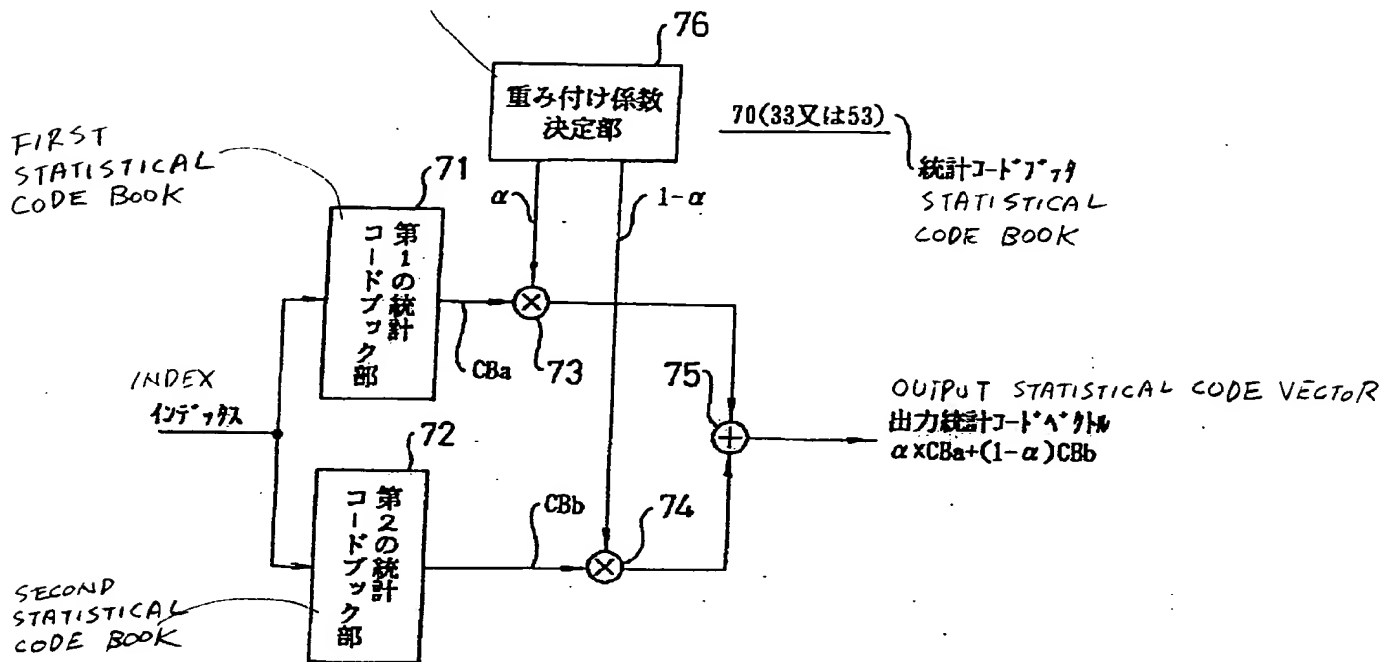 76
重み付け係数
決定部
70(33又は53)
統計コードブック
STATISTICAL
CODE BOOK
FIRST
STATISTICAL
CODE BOOK
71
α
1-α
第1の統計
コードブック部
CBa
73
INDEX
インデックス
75
OUTPUT STATISTICAL CODE VECTOR
出力統計コードベクトル
α×CBa+(1-α)CBb
72
第2の統計
コードブック部
CBb
74
SECOND
STATISTICAL
CODE BOOK